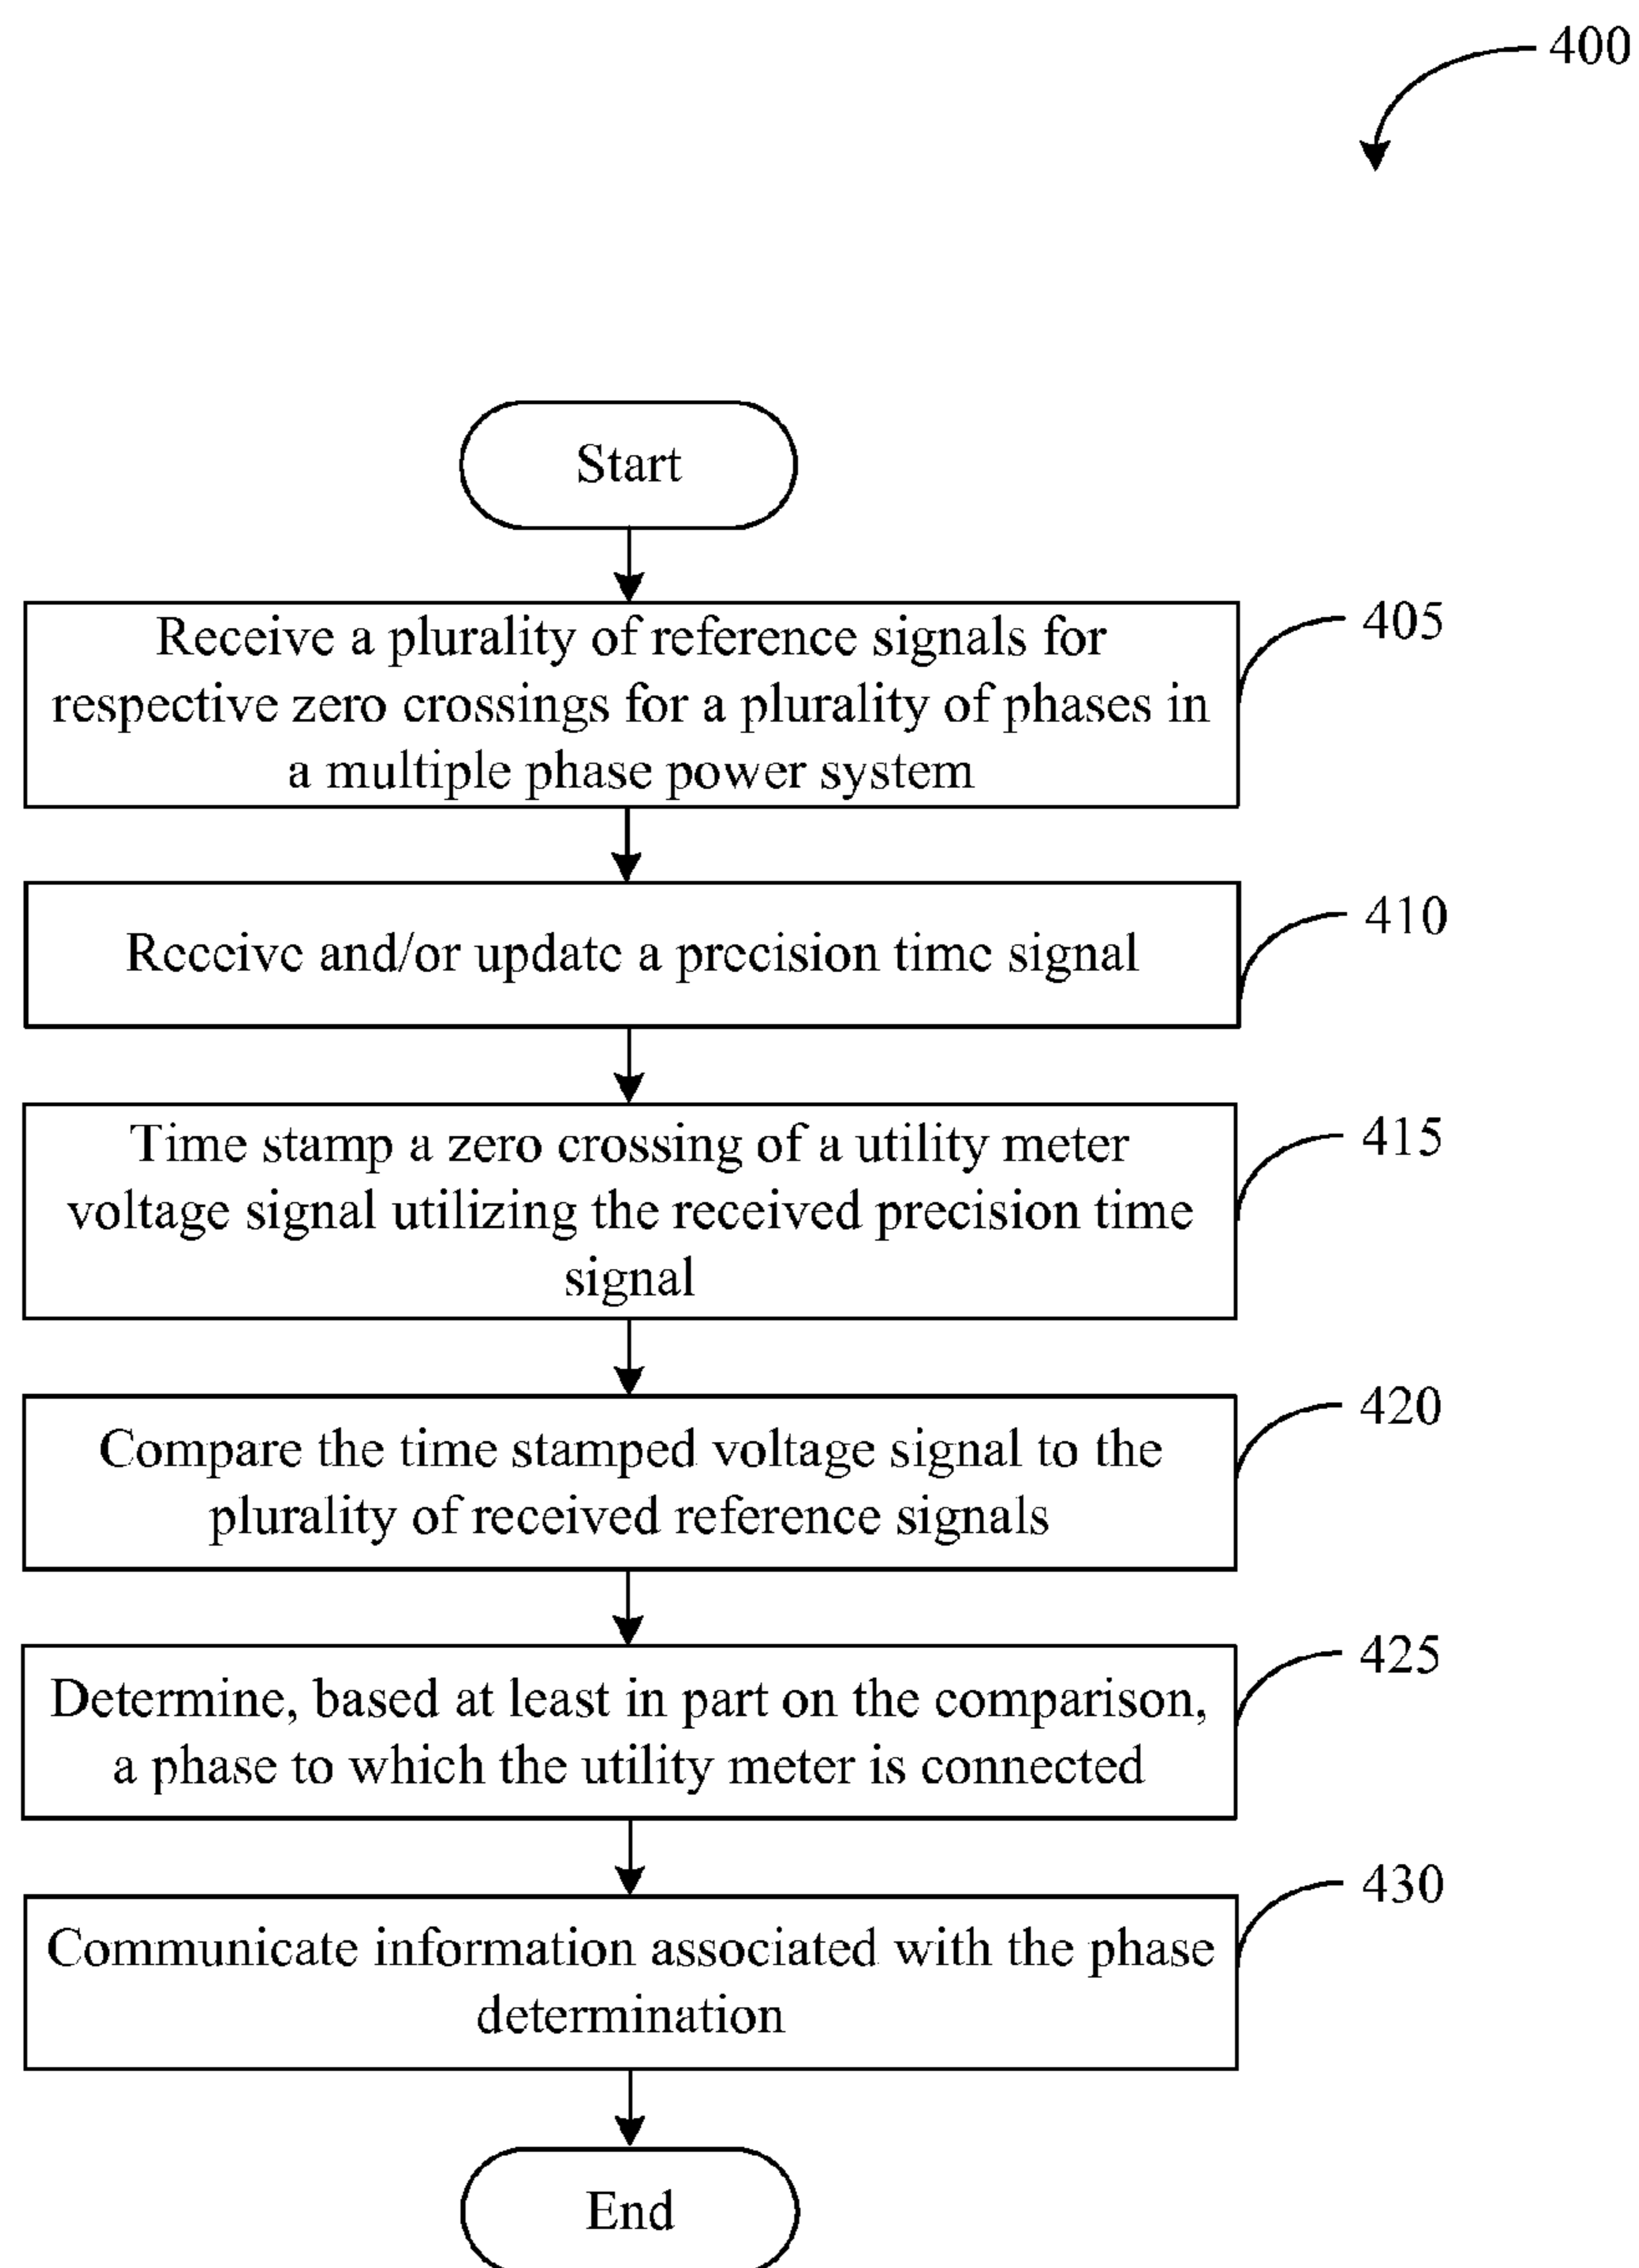 400
Start
Receive a plurality of reference signals for
respective zero crossings for a plurality of phases in
a multiple phase power system
405
Receive and/or update a precision time signal
410
Time stamp a zero crossing of a utility meter
voltage signal utilizing the received precision time
signal
415
Compare the time stamped voltage signal to the
plurality of received reference signals
420
Determine, based at least in part on the comparison,
a phase to which the utility meter is connected
425
Communicate information associated with the phase
determination
430
End